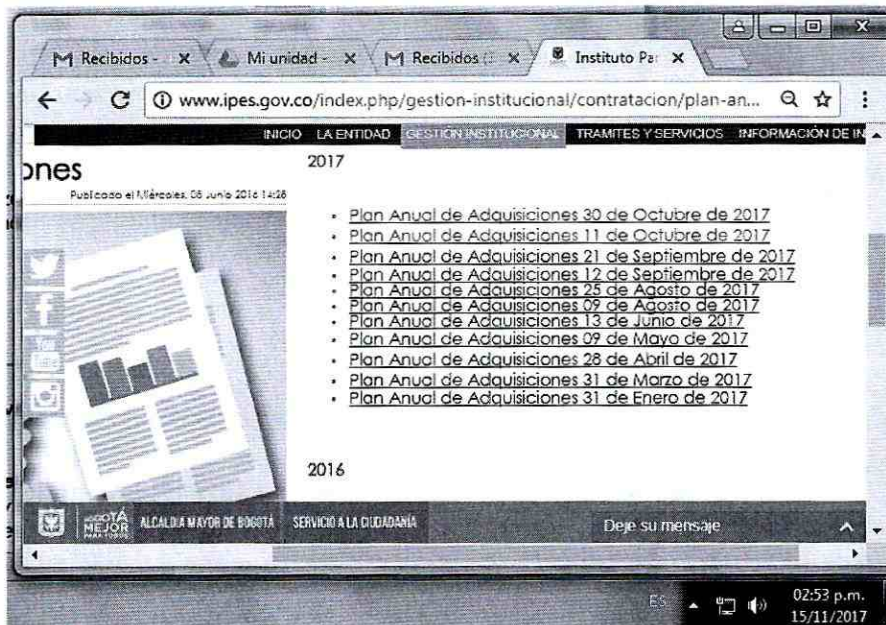 Recibidos -
Mi unidad -
Recibidos (
Instituto Pa
www.ipes.gov.co/index.php/gestion-institucional/contratacion/plan-an...
INICIO LA ENTIDAD GESTIÓN INSTITUCIONAL TRAMITES Y SERVICIOS INFORMACIÓN DE IN
ones
Publicado el Miércoles, 08 Junio 2016 14:28
2017
• Plan Anual de Adquisiciones 30 de Octubre de 2017
• Plan Anual de Adquisiciones 11 de Octubre de 2017
• Plan Anual de Adquisiciones 21 de Septiembre de 2017
• Plan Anual de Adquisiciones 12 de Septiembre de 2017
• Plan Anual de Adquisiciones 25 de Agosto de 2017
• Plan Anual de Adquisiciones 09 de Agosto de 2017
• Plan Anual de Adquisiciones 13 de Junio de 2017
• Plan Anual de Adquisiciones 09 de Mayo de 2017
• Plan Anual de Adquisiciones 28 de Abril de 2017
• Plan Anual de Adquisiciones 31 de Marzo de 2017
• Plan Anual de Adquisiciones 31 de Enero de 2017
2016
BOGOTÁ
MEJOR
PARA TODOS
ALCALDIA MAYOR DE BOGOTÁ
SERVICIO A LA CIUDADANÍA
Deje su mensaje
ES
02:53 p.m.
15/11/2017